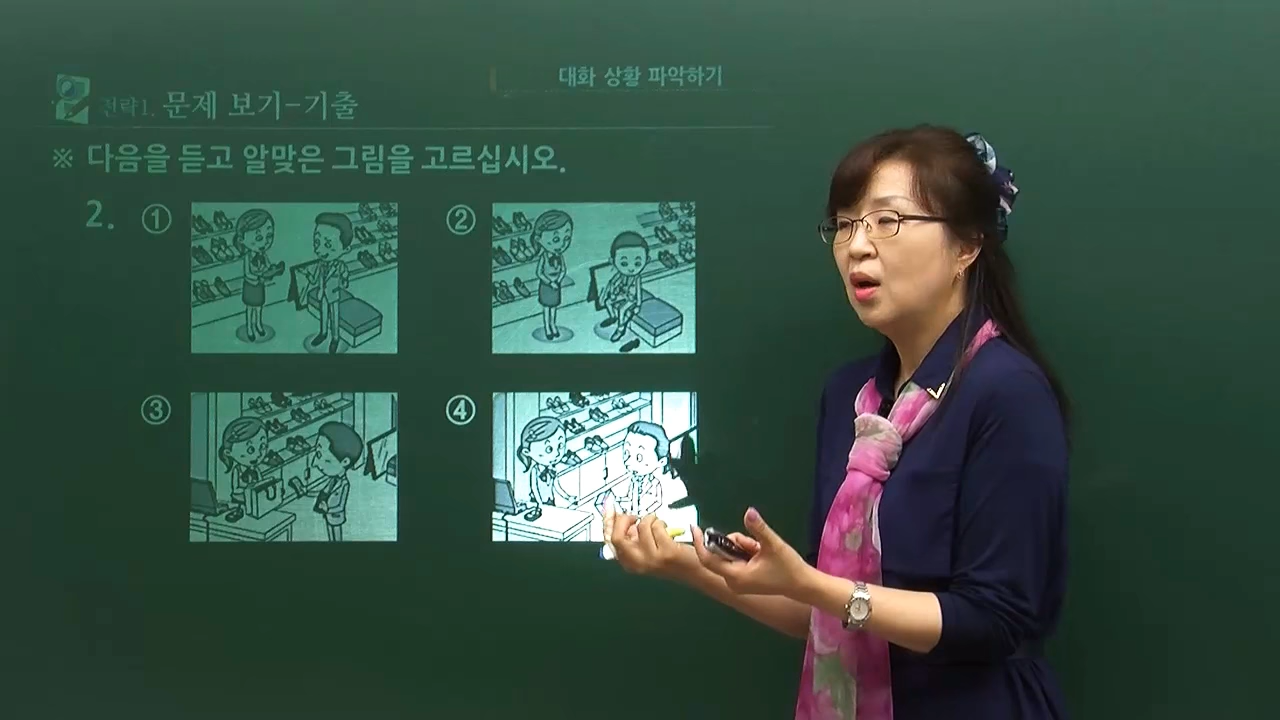 대화 상황 파악하기
전략1. 문제 보기-기출
※ 다음을 듣고 알맞은 그림을 고르십시오.
2. ① ②
③ ④